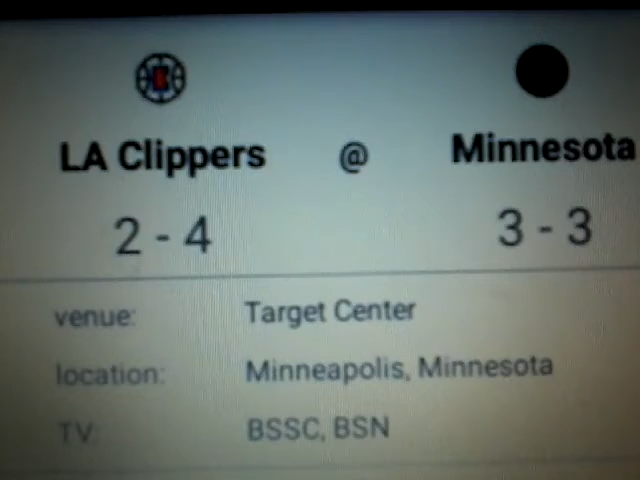 LA Clippers @ Minnesota
2 - 4 3 - 3
venue: Target Center
location: Minneapolis, Minnesota
TV: BSSC, BSN